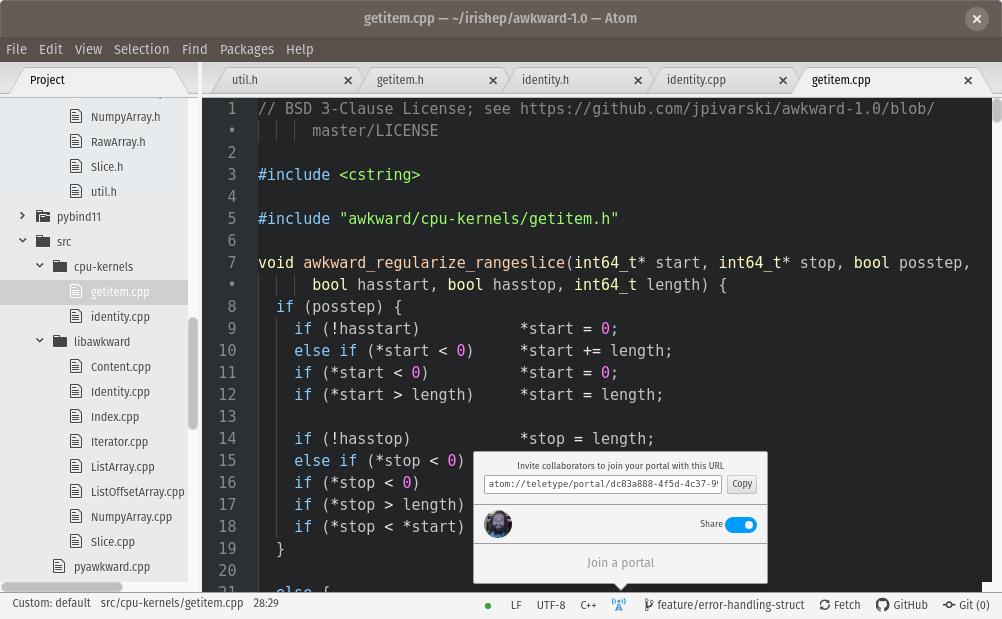 getitem.cpp — ~/irishep/awkward-1.0 — Atom
File Edit View Selection Find Packages Help
Project
NumpyArray.h
RawArray.h
Slice.h
util.h
pybind11
src
cpu-kernels
getitem.cpp
identity.cpp
libawkward
Content.cpp
Identity.cpp
Index.cpp
Iterator.cpp
ListArray.cpp
ListOffsetArray.cpp
NumpyArray.cpp
Slice.cpp
pyawkward.cpp
util.h getitem.h identity.h identity.cpp getitem.cpp
1 // BSD 3-Clause License; see https://github.com/jpivarski/awkward-1.0/blob/
• master/LICENSE
2
3 #include <cstring>
4
5 #include "awkward/cpu-kernels/getitem.h"
6
7 void awkward_regularize_rangeslice(int64_t* start, int64_t* stop, bool posstep,
• bool hasstart, bool hasstop, int64_t length) {
8 if (posstep) {
9 if (!hasstart) *start = 0;
10 else if (*start < 0) *start += length;
11 if (*start < 0) *start = 0;
12 if (*start > length) *start = length;
13
14 if (!hasstop) *stop = length;
15 else if (*stop < 0)
16 if (*stop < 0)
17 if (*stop > length)
18 if (*stop < *start)
19 }
20
21 else {
Invite collaborators to join your portal with this URL
atom://teletype/portal/dc83a888-4f5d-4c37-9 Copy
Share
Join a portal
Custom: default src/cpu-kernels/getitem.cpp 28:29
LF UTF-8 C++ feature/error-handling-struct Fetch GitHub Git (0)